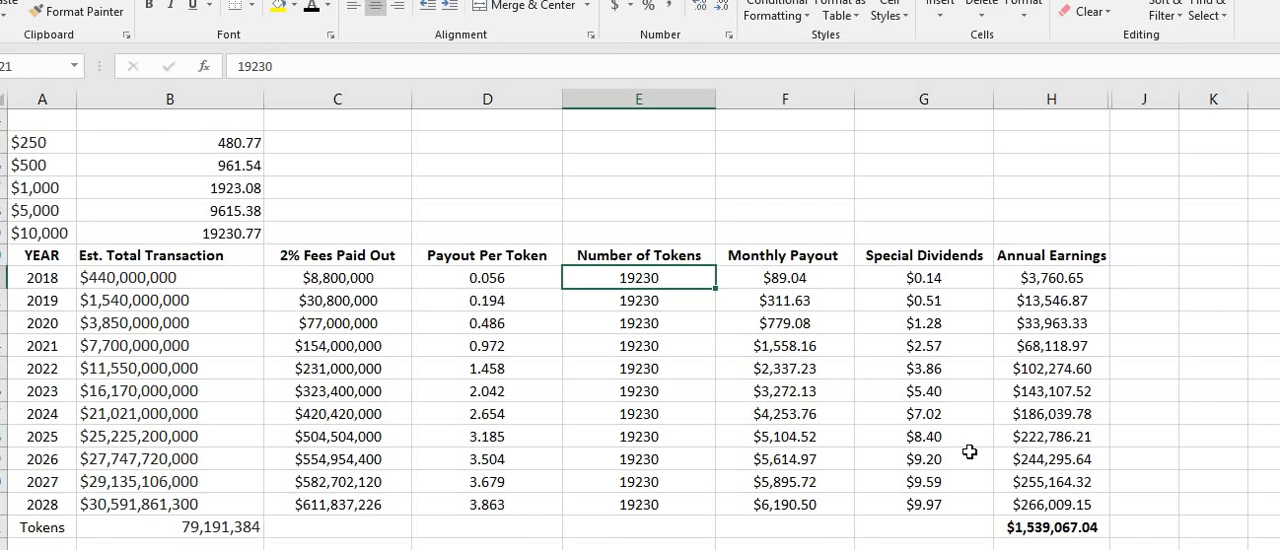 Format Painter
B I U
A
Merge & Center
$ %
Conditional Format as Cell
Formatting Table Styles
Insert Delete Format
Clear
Sort & Find &
Filter Select
Clipboard Font Alignment Number Styles Cells Editing
21 fx 19230
A B C D E F G H J K
$250 480.77
$500 961.54
$1,000 1923.08
$5,000 9615.38
$10,000 19230.77
YEAR Est. Total Transaction 2% Fees Paid Out Payout Per Token Number of Tokens Monthly Payout Special Dividends Annual Earnings
2018 $440,000,000 $8,800,000 0.056 19230 $89.04 $0.14 $3,760.65
2019 $1,540,000,000 $30,800,000 0.194 19230 $311.63 $0.51 $13,546.87
2020 $3,850,000,000 $77,000,000 0.486 19230 $779.08 $1.28 $33,963.33
2021 $7,700,000,000 $154,000,000 0.972 19230 $1,558.16 $2.57 $68,118.97
2022 $11,550,000,000 $231,000,000 1.458 19230 $2,337.23 $3.86 $102,274.60
2023 $16,170,000,000 $323,400,000 2.042 19230 $3,272.13 $5.40 $143,107.52
2024 $21,021,000,000 $420,420,000 2.654 19230 $4,253.76 $7.02 $186,039.78
2025 $25,225,200,000 $504,504,000 3.185 19230 $5,104.52 $8.40 $222,786.21
2026 $27,747,720,000 $554,954,400 3.504 19230 $5,614.97 $9.20 $244,295.64
2027 $29,135,106,000 $582,702,120 3.679 19230 $5,895.72 $9.59 $255,164.32
2028 $30,591,861,300 $611,837,226 3.863 19230 $6,190.50 $9.97 $266,009.15
Tokens 79,191,384 $1,539,067.04